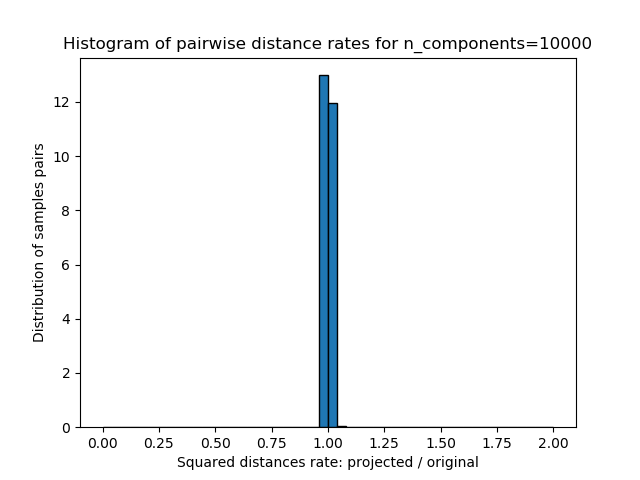 Histogram of pairwise distance rates for n_components=10000
Distribution of samples pairs
12
10
8
6
4
2
0
0.00 0.25 0.50 0.75 1.00 1.25 1.50 1.75 2.00
Squared distances rate: projected / original